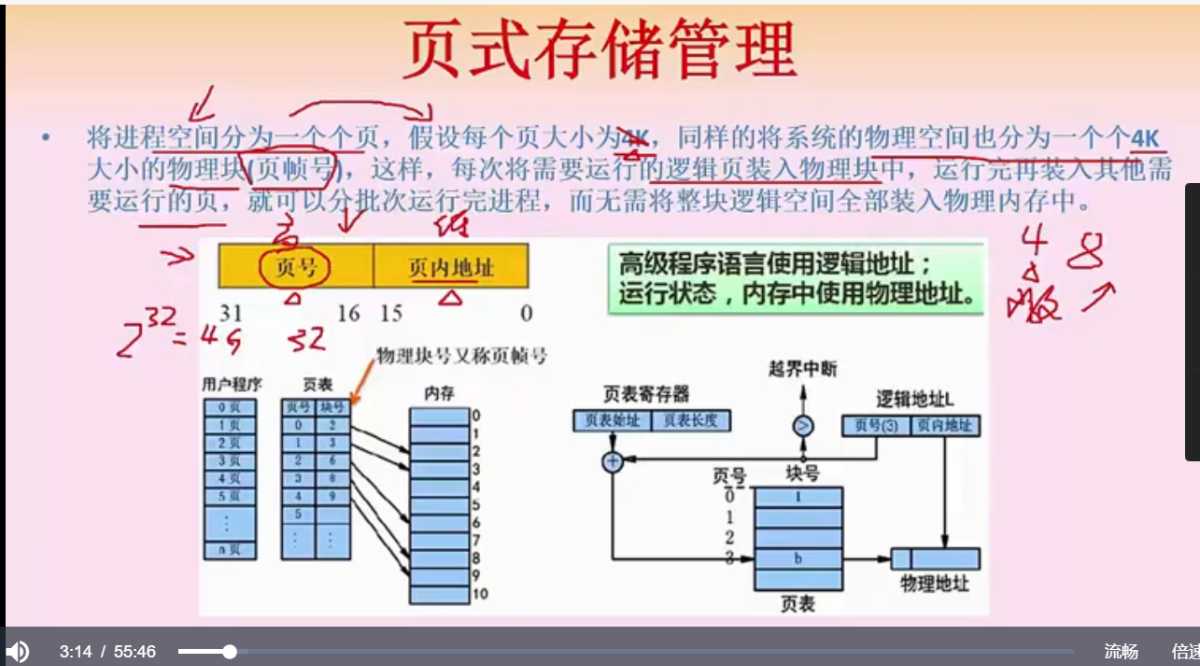 页式存储管理
• 将进程空间分为一个个页，假设每个页大小为4K，同样的将系统的物理空间也分为一个个4K
大小的物理块(页帧号)，这样，每次将需要运行的逻辑页装入物理块中，运行完再装入其他需
要运行的页，就可以分批次运行完进程，而无需将整块逻辑空间全部装入物理内存中。
高
4 8
页号 页内地址
31 16 15 0
2^32=4G 32
高级程序语言使用逻辑地址；
运行状态，内存中使用物理地址。
物理块号又称页帧号
用户程序
0页
1页
2页
3页
4页
5页
⋮
n页
页表
页号 块号
0 2
1 3
2 6
3 8
4 9
5
⋮ ⋮
内存
0
1
2
3
4
5
6
7
8
9
10
越界中断
页表寄存器
页表始址 页表长度
>
逻辑地址L
页号(3) 页内地址
+
页号 块号
0 1
1
2
3 b
页表
物理地址
3:14 / 55:46
流畅
倍速